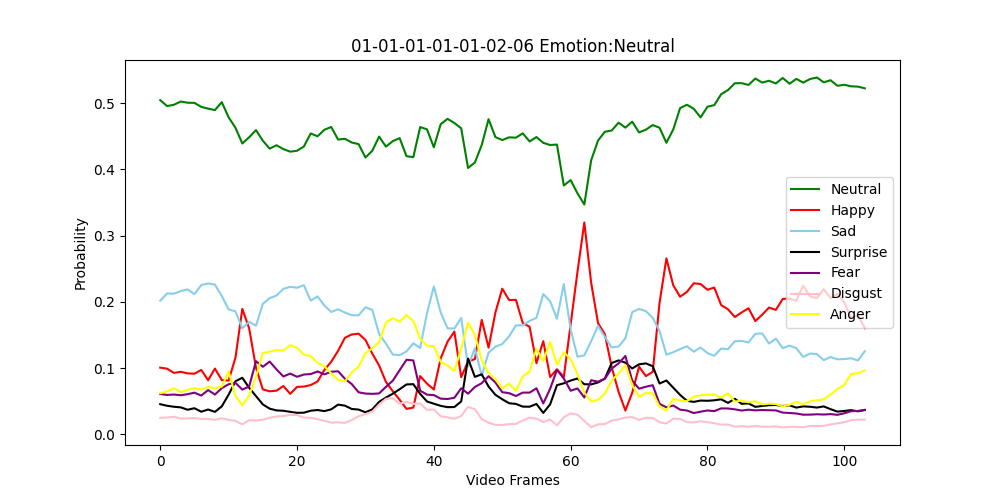 01-01-01-01-01-02-06 Emotion:Neutral
Probability
0.5
0.4
0.3
0.2
0.1
0.0
Neutral
Happy
Sad
Surprise
Fear
Disgust
Anger
0 20 40 60 80 100
Video Frames